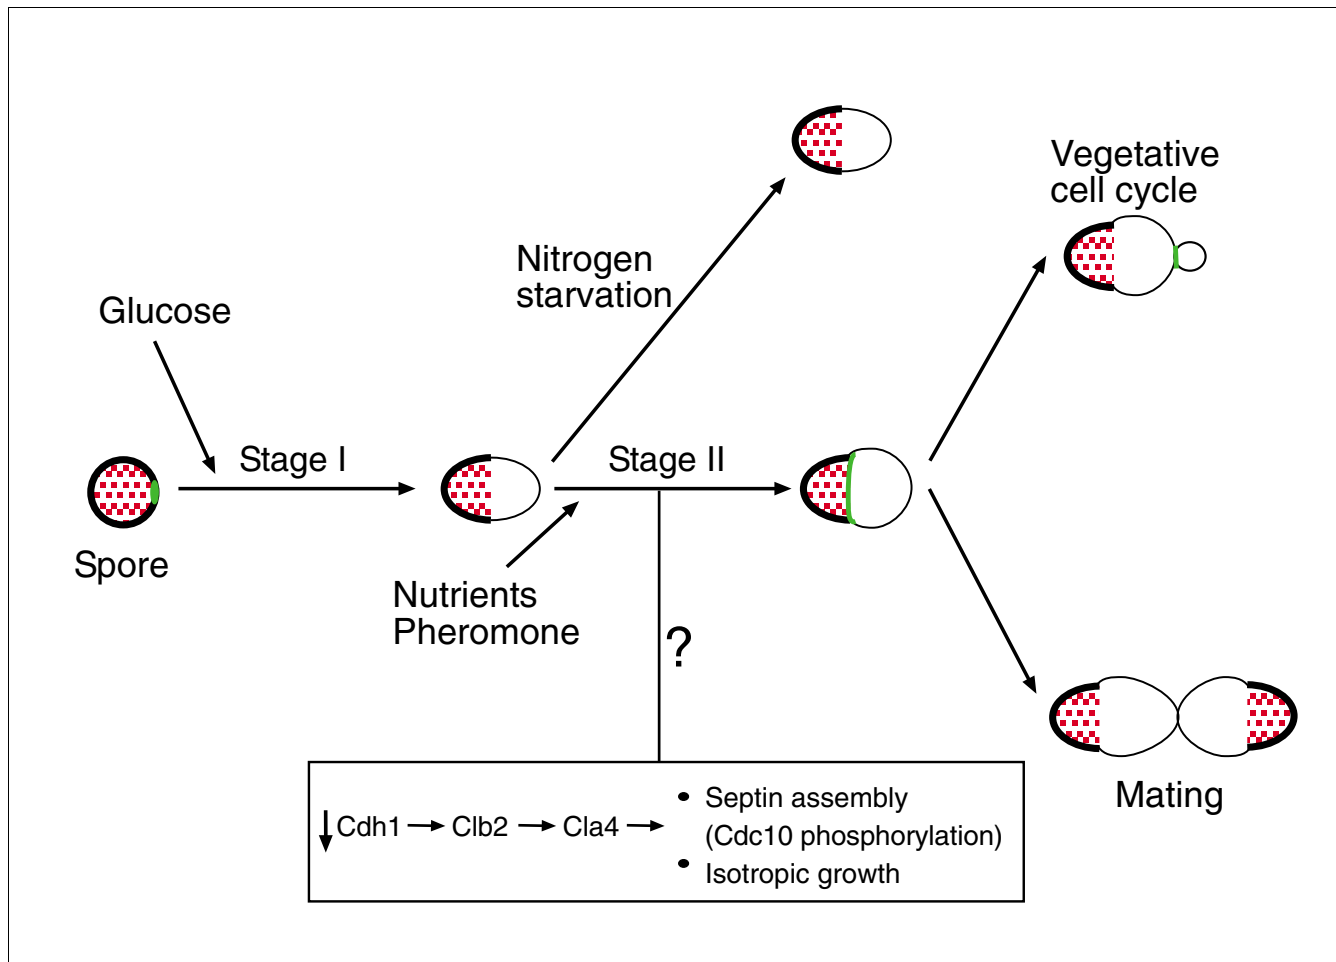 Vegetative
cell cycle
Nitrogen
starvation
Glucose
Stage I
Stage II
Spore
Nutrients
Pheromone
?
Mating
↓ Cdh1 → Clb2 → Cla4 →
• Septin assembly
(Cdc10 phosphorylation)
• Isotropic growth